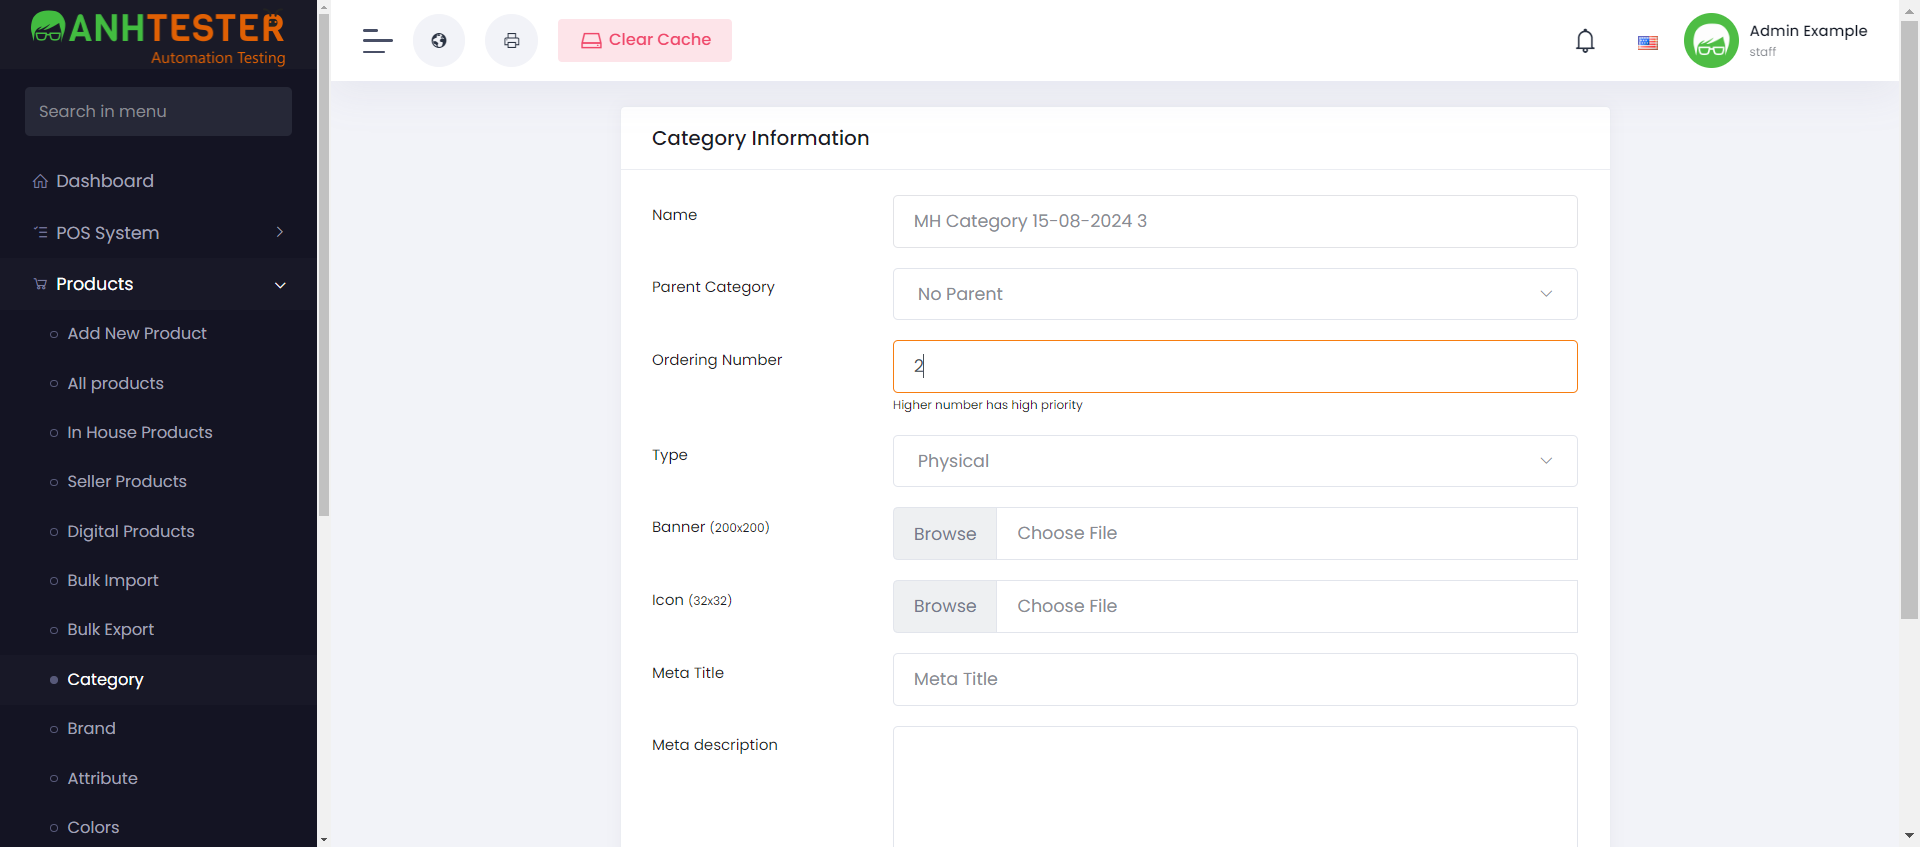 ANHTESTER
Automation Testing
Search in menu
Dashboard
POS System
Products
Add New Product
All products
In House Products
Seller Products
Digital Products
Bulk Import
Bulk Export
Category
Brand
Attribute
Colors
Clear Cache
Admin Example
staff
Category Information
Name
MH Category 15-08-2024 3
Parent Category
No Parent
Ordering Number
2
Higher number has high priority
Type
Physical
Banner (200x200)
Browse
Choose File
Icon (32x32)
Browse
Choose File
Meta Title
Meta Title
Meta description